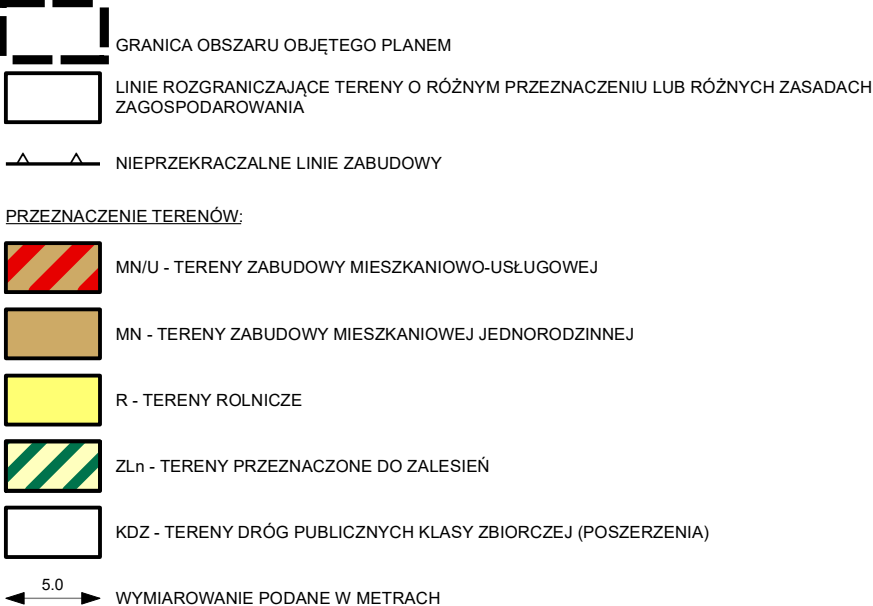 GRANICA OBSZARU OBJĘTEGO PLANEM
LINIE ROZGRANICZAJĄCE TERENY O RÓŻNYM PRZEZNACZENIU LUB RÓŻNYCH ZASADACH
ZAGOSPODAROWANIA
NIEPRZEKRACZALNE LINIE ZABUDOWY
PRZEZNACZENIE TERENÓW:
MN/U - TERENY ZABUDOWY MIESZKANIOWO-USŁUGOWEJ
MN - TERENY ZABUDOWY MIESZKANIOWEJ JEDNORODZINNEJ
R - TERENY ROLNICZE
ZLn - TERENY PRZEZNACZONE DO ZALESIEŃ
KDZ - TERENY DRÓG PUBLICZNYCH KLASY ZBIORCZEJ (POSZERZENIA)
5.0
WYMIAROWANIE PODANE W METRACH